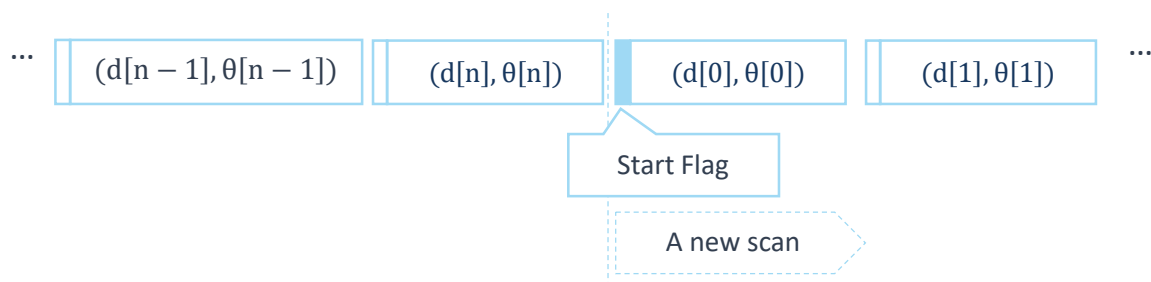 ... (d[n − 1], θ[n − 1]) (d[n], θ[n]) (d[0], θ[0]) (d[1], θ[1]) ...
Start Flag
A new scan